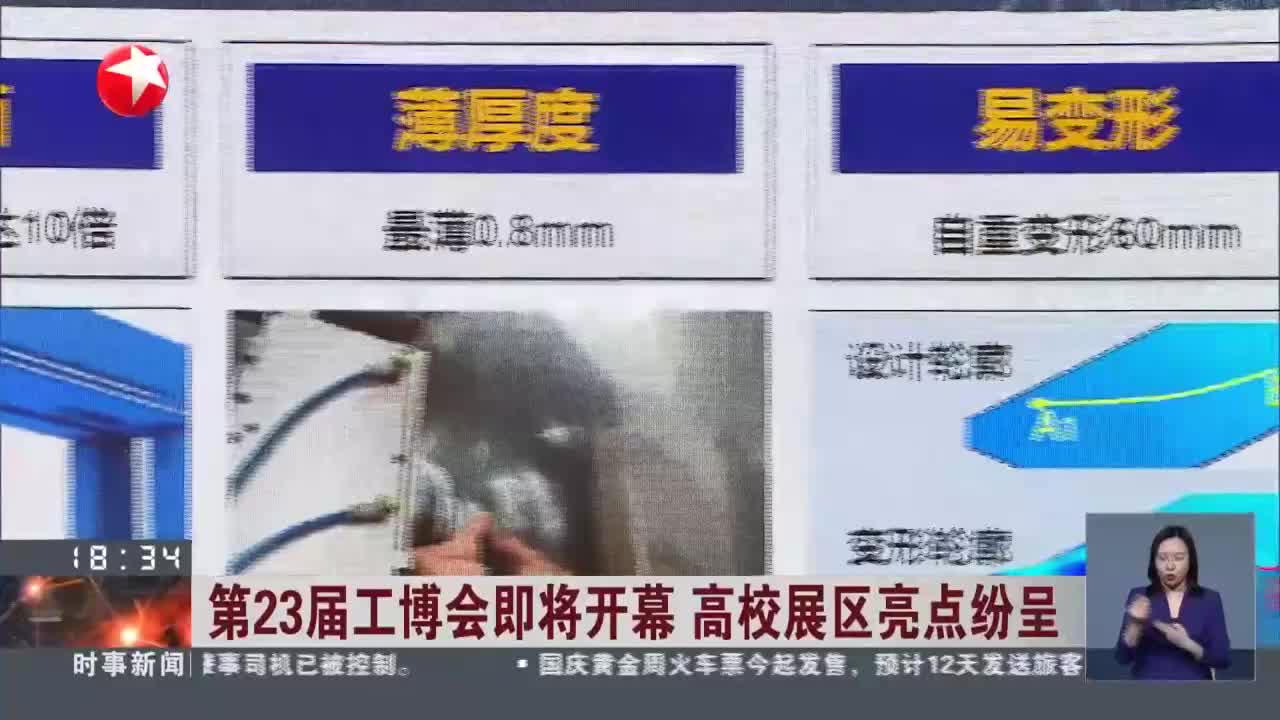 薄厚度
易变形
达10倍
最薄0.8mm
自重变形60mm
设计轮廓
变形轮廓
18:34
第23届工博会即将开幕 高校展区亮点纷呈
时事新闻
肇事司机已被控制。 ▪ 国庆黄金周火车票今起发售，预计12天发送旅客